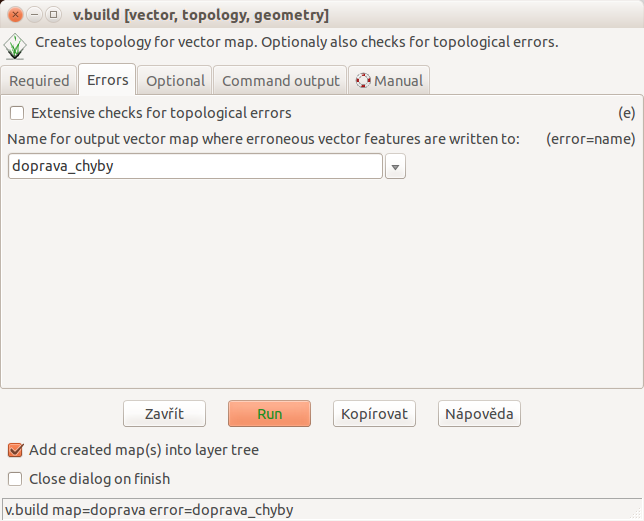 v.build [vector, topology, geometry]
Creates topology for vector map. Optionaly also checks for topological errors.
Required Errors Optional Command output Manual
Extensive checks for topological errors (e)
Name for output vector map where erroneous vector features are written to: (error=name)
doprava_chyby
Zavřít Run Kopírovat Nápověda
Add created map(s) into layer tree
Close dialog on finish
v.build map=doprava error=doprava_chyby